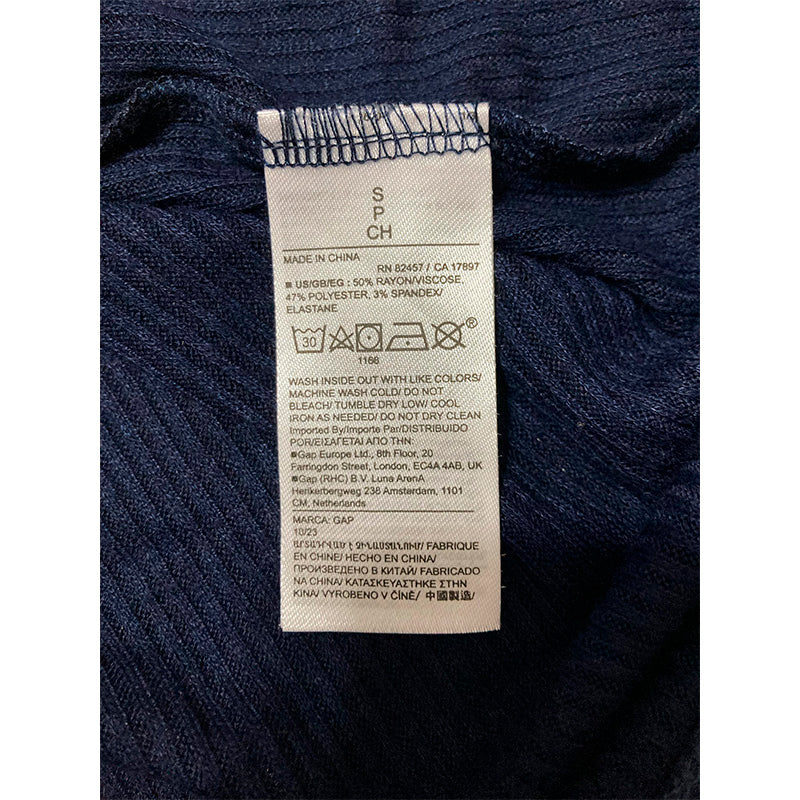 S
P
CH
MADE IN CHINA
RN 82457 / CA 17897
■ US/GB/EG : 50% RAYON/VISCOSE,
47% POLYESTER, 3% SPANDEX/
ELASTANE
30
®
1166
WASH INSIDE OUT WITH LIKE COLORS/
MACHINE WASH COLD/ DO NOT
BLEACH/ TUMBLE DRY LOW/ COOL
IRON AS NEEDED/ DO NOT DRY CLEAN
Imported By/Importe Par/DISTRIBUIDO
POR/ΕΙΣΑΓΕΤΑΙ ΑΠΟ ΤΗΝ:
■Gap Europe Ltd., 8th Floor, 20
Farringdon Street, London, EC4A 4AB, UK
■Gap (RHC) B.V. Luna ArenA
Herikerbergweg 238 Amsterdam, 1101
CM, Netherlands
MARCA: GAP
10/23
ԱՐՏԱԴՐՎԱԾ Է ՉԻՆԱՍՏԱՆՈՒՄ/ FABRIQUE
EN CHINE/ HECHO EN CHINA/
ПРОИЗВЕДЕНО В КИТАЙ/ FABRICADO
NA CHINA/ ΚΑΤΑΣΚΕΥΑΣΤΗΚΕ ΣΤΗΝ
ΚΙΝΑ/ VYROBENO V ČÍNĚ/ 中國製造/